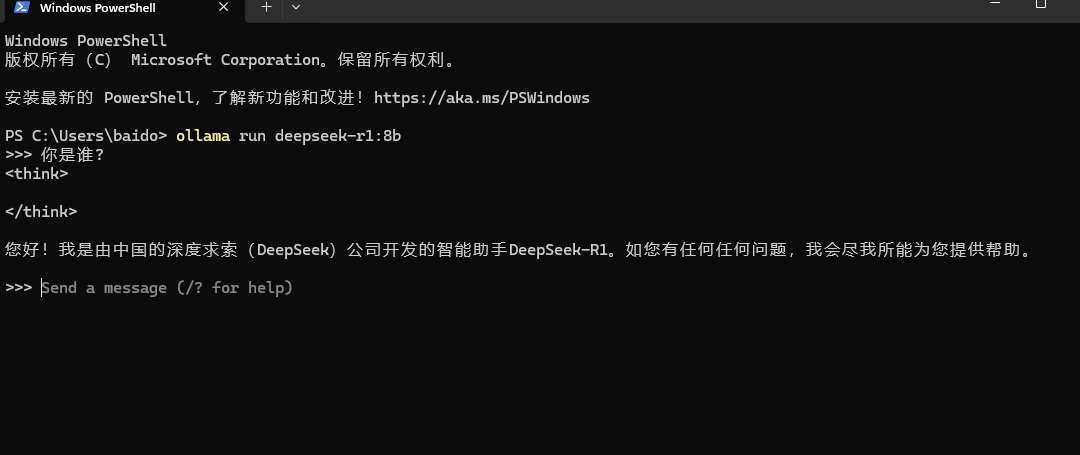 Windows PowerShell
Windows PowerShell
版权所有（C） Microsoft Corporation。保留所有权利。
安装最新的 PowerShell，了解新功能和改进！https://aka.ms/PSWindows
PS C:\Users\baido> ollama run deepseek-r1:8b
>>> 你是谁?
<think>
</think>
您好！我是由中国的深度求索（DeepSeek）公司开发的智能助手DeepSeek-R1。如您有任何任何问题，我会尽我所能为您提供帮助。
>>> Send a message (/? for help)